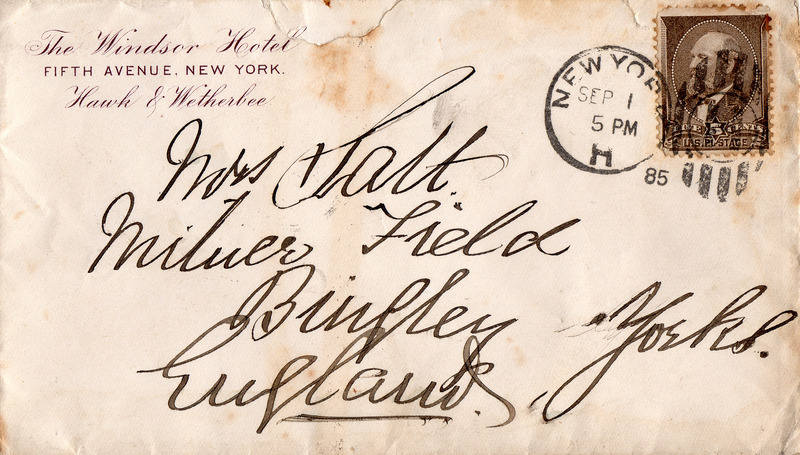 The Windsor Hotel
FIFTH AVENUE, NEW YORK.
Hawk & Wetherbee
NEW YORK
SEP 1
5 PM
H
85
U.S. POSTAGE
Mrs Salt.
Milner Field
Bingley Yorks.
England.